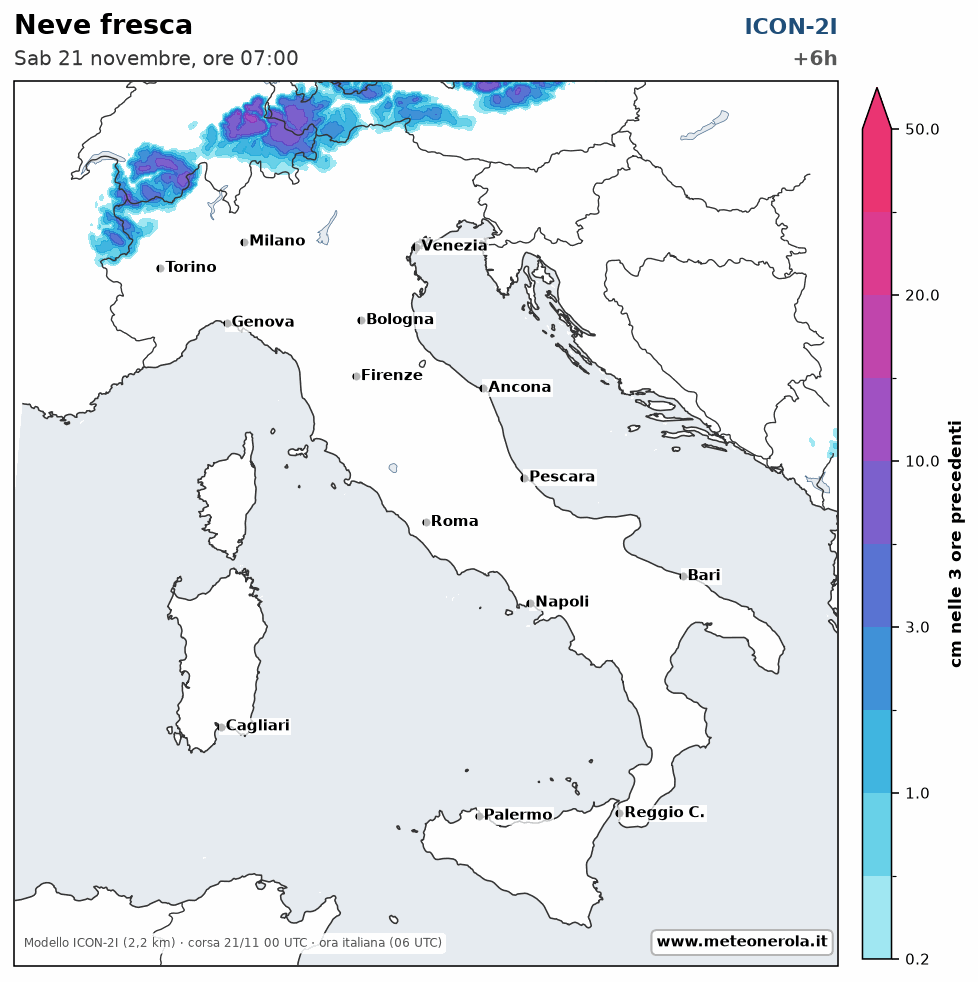 Neve fresca
ICON-2I
Sab 21 novembre, ore 07:00
+6h
Milano
Venezia
Torino
Genova
Bologna
Firenze
Ancona
Pescara
Roma
Bari
Napoli
Cagliari
Palermo
Reggio C.
50.0
20.0
10.0
3.0
1.0
0.2
cm nelle 3 ore precedenti
Modello ICON-2I (2,2 km) · corsa 21/11 00 UTC · ora italiana (06 UTC)
www.meteonerola.it